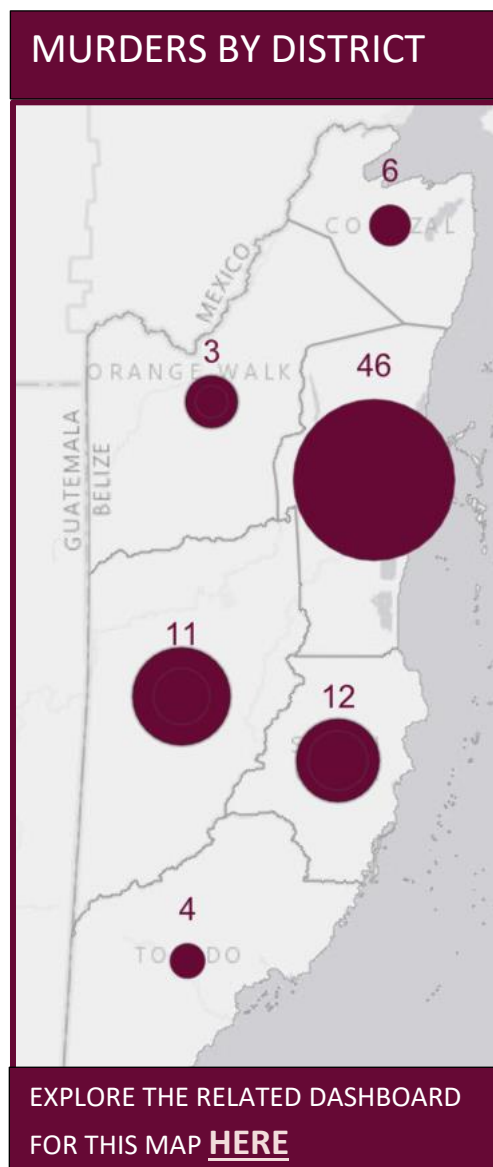 MURDERS BY DISTRICT
6
MEXICO
3
ORANGE WALK
46
GUATEMALA
BELIZE
11
12
4
EXPLORE THE RELATED DASHBOARD
FOR THIS MAP HERE